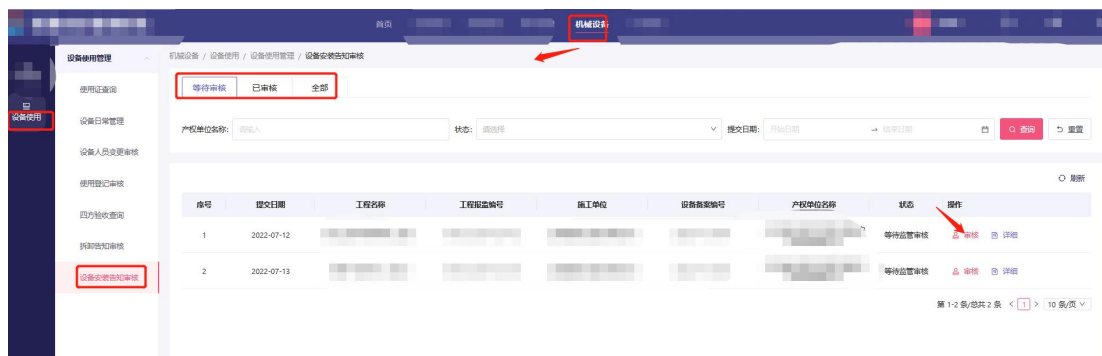 首页 机械设备
设备使用管理 机械设备 / 设备使用 / 设备使用管理 / 设备安装告知审核
使用证查询 等待审核 已审核 全部
设备使用
设备日常管理 产权单位名称: 请输入 状态: 请选择 提交日期: 开始日期 → 结束日期 查询 重置
设备人员变更审核
使用登记审核 刷新
四方验收查询 序号 提交日期 工程名称 工程报监编号 施工单位 设备备案编号 产权单位名称 状态 操作
拆卸告知审核 1 2022-07-12 等待监管审核 审核 详细
设备安装告知审核 2 2022-07-13 等待监管审核 审核 详细
第 1-2 条/总共 2 条 < 1 > 10 条/页